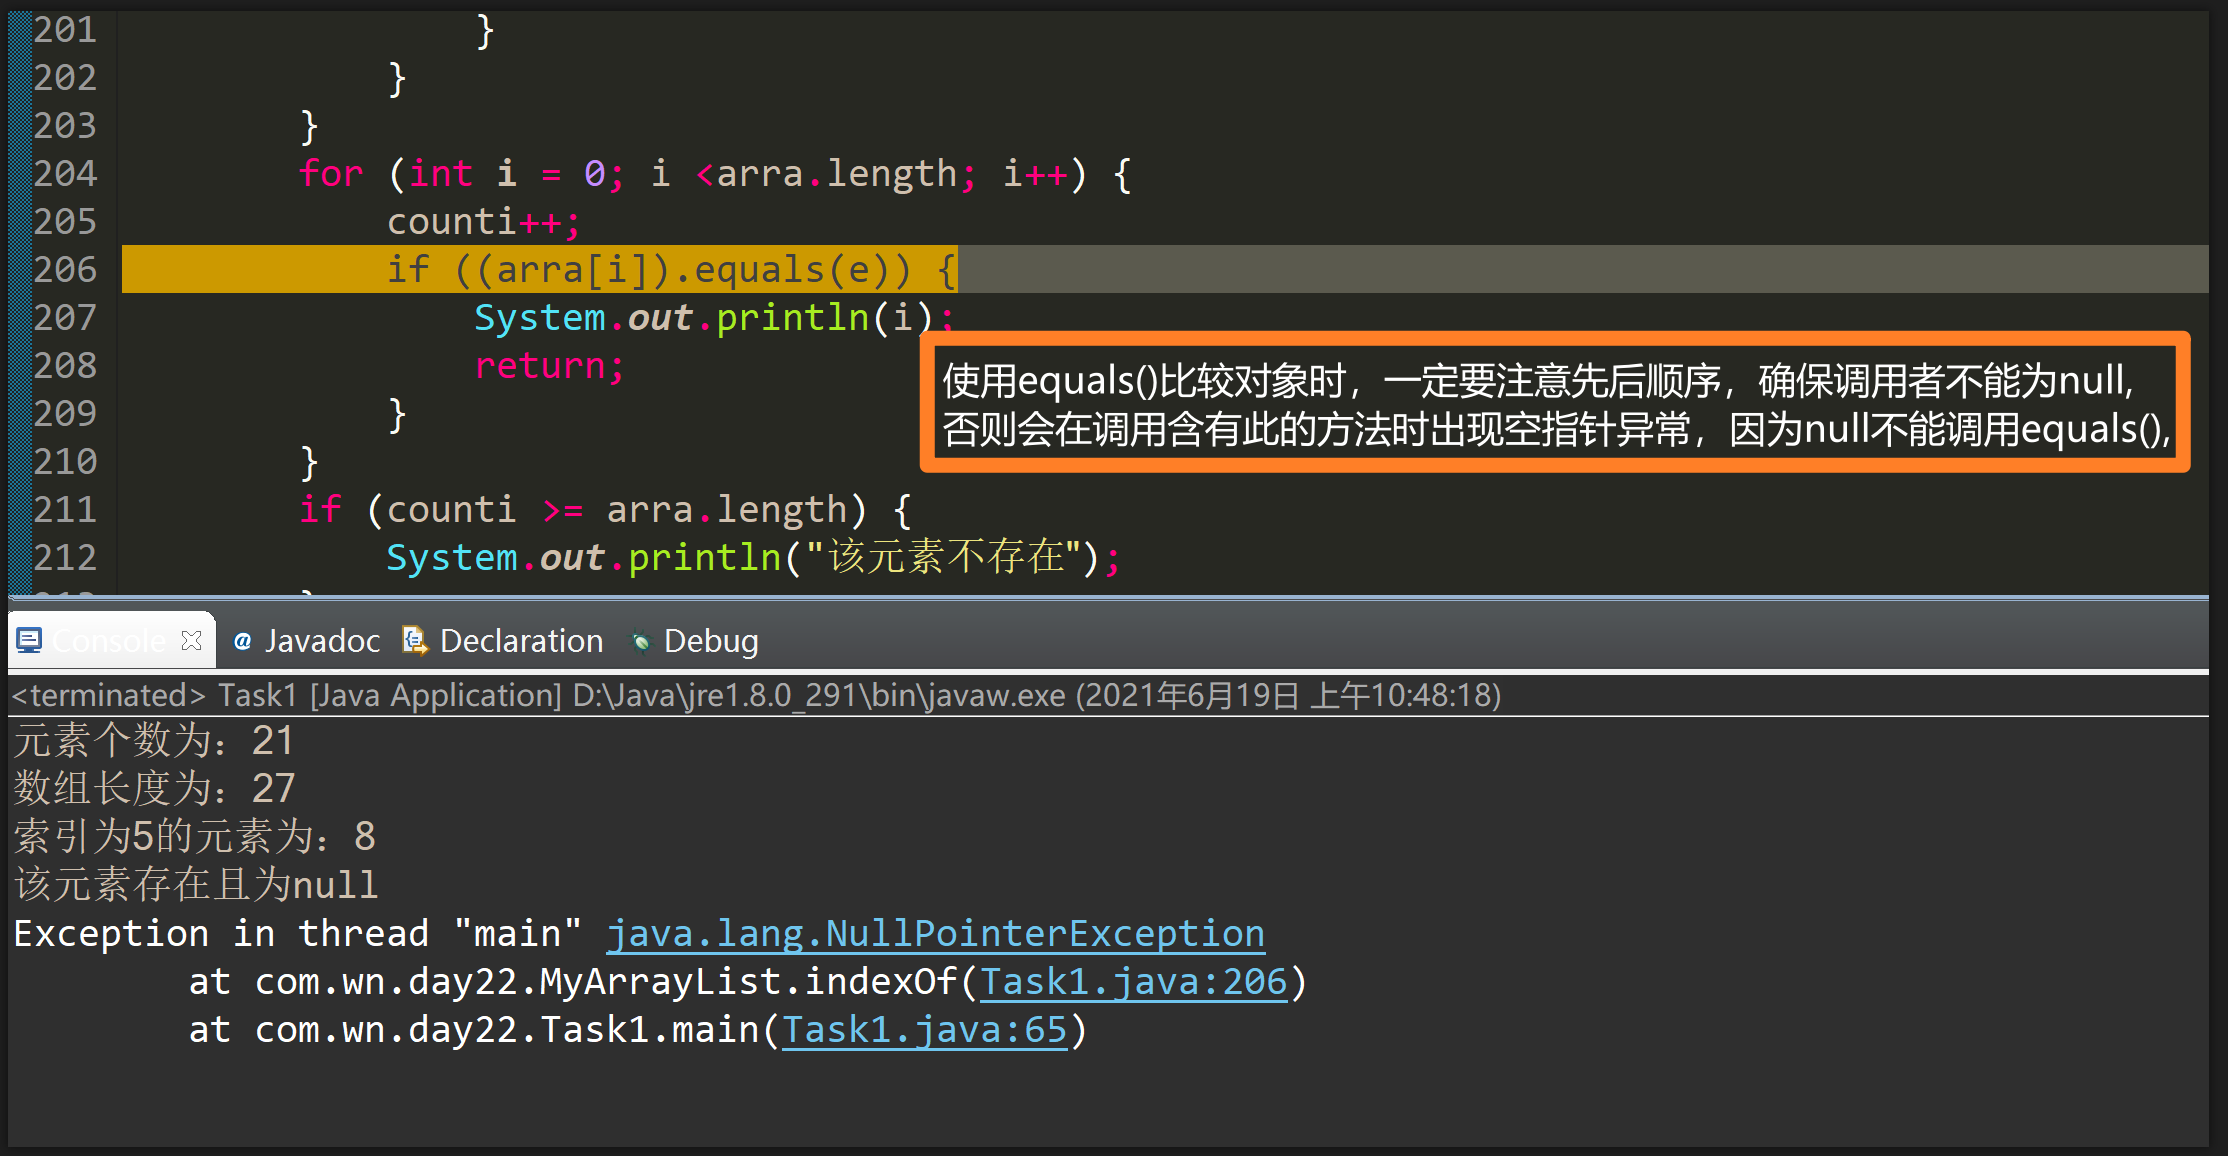 201 }
202 }
203 }
204 for (int i = 0; i <arra.length; i++) {
205 counti++;
206 if ((arra[i]).equals(e)) {
207 System.out.println(i);
208 return;
使用equals()比较对象时，一定要注意先后顺序，确保调用者不能为null,
否则会在调用含有此的方法时出现空指针异常，因为null不能调用equals(),
209 }
210 }
211 if (counti >= arra.length) {
212 System.out.println("该元素不存在");
Console Javadoc Declaration Debug
<terminated> Task1 [Java Application] D:\Java\jre1.8.0_291\bin\javaw.exe (2021年6月19日 上午10:48:18)
元素个数为：21
数组长度为：27
索引为5的元素为：8
该元素存在且为null
Exception in thread "main" java.lang.NullPointerException
at com.wn.day22.MyArrayList.indexOf(Task1.java:206)
at com.wn.day22.Task1.main(Task1.java:65)